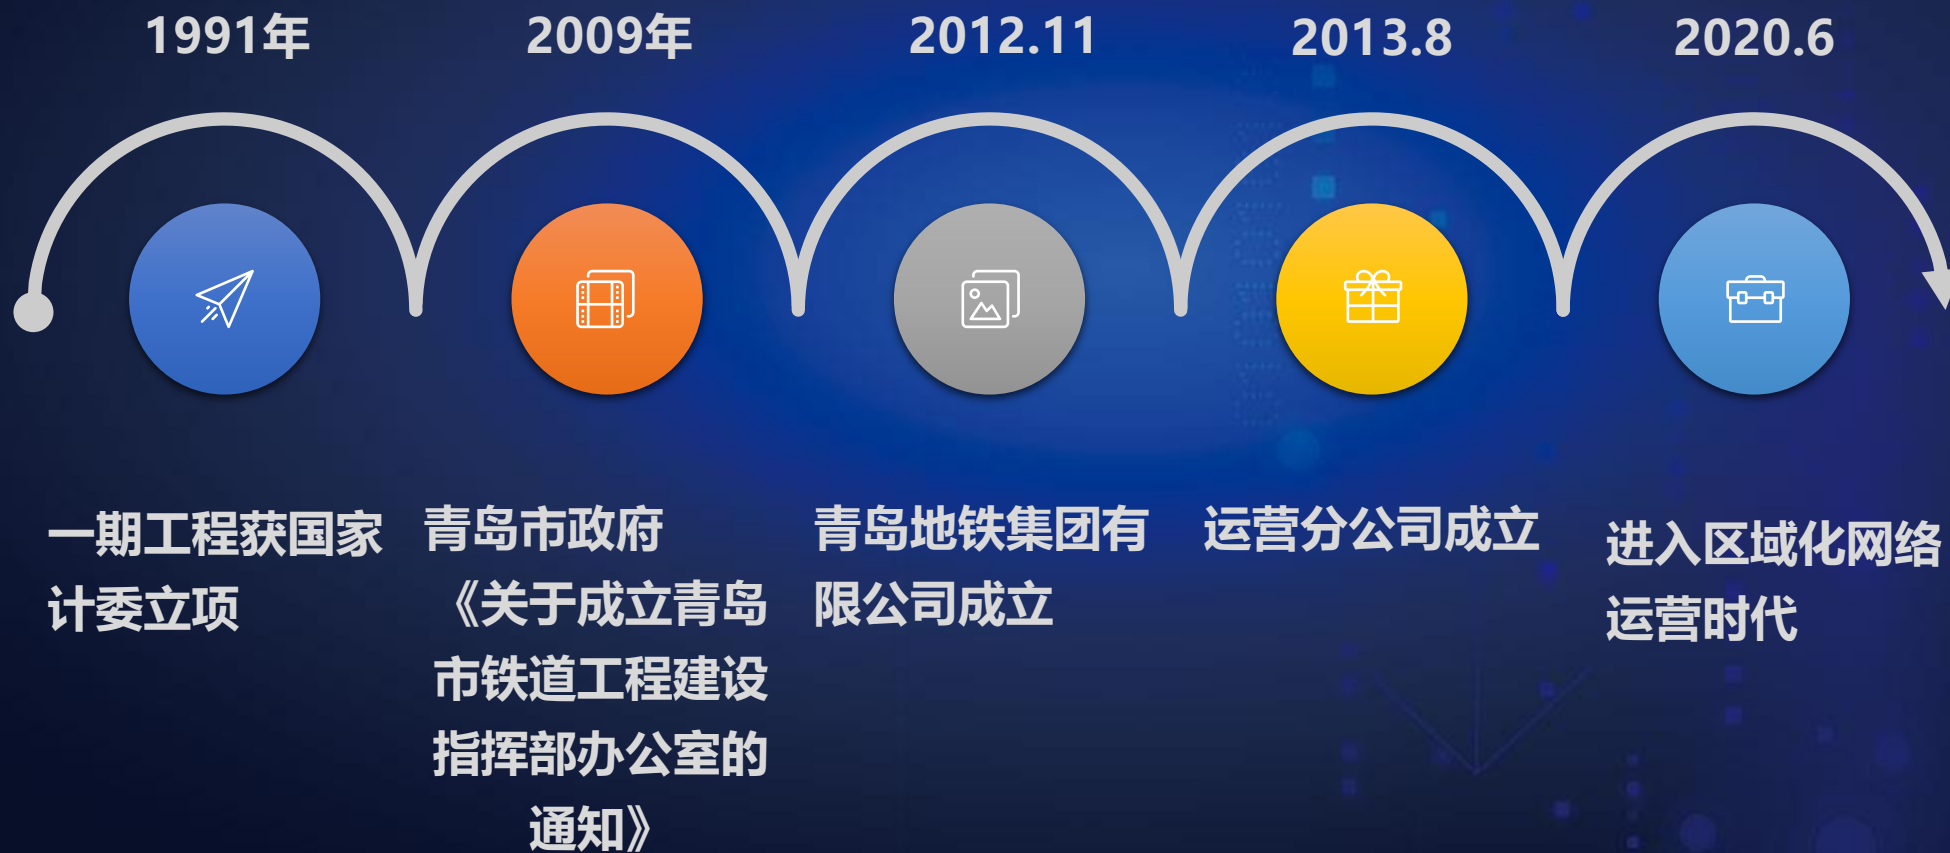 1991年
2009年
2012.11
2013.8
2020.6
一期工程获国家
计委立项
青岛市政府
《关于成立青岛
市铁道工程建设
指挥部办公室的
通知》
青岛地铁集团有
限公司成立
运营分公司成立
进入区域化网络
运营时代